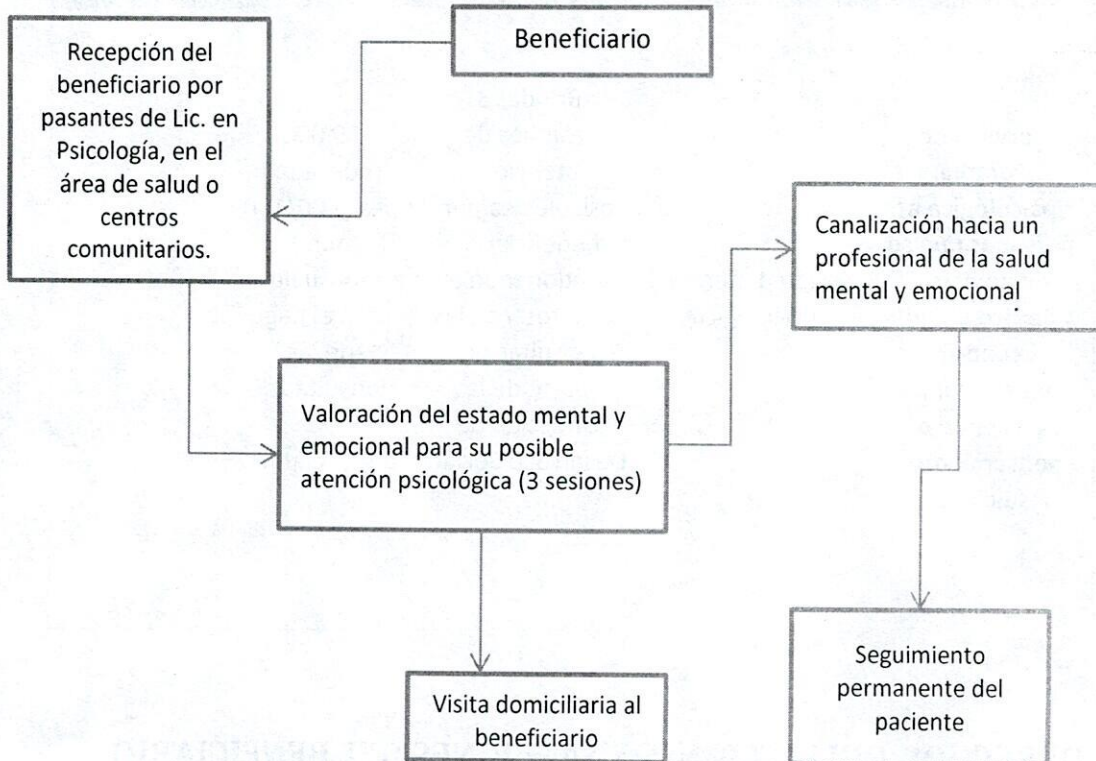 Beneficiario
Recepción del
beneficiario por
pasantes de Lic. en
Psicología, en el
área de salud o
centros
comunitarios.
Valoración del estado mental y
emocional para su posible
atención psicológica (3 sesiones)
Canalización hacia un
profesional de la salud
mental y emocional
Visita domiciliaria al
beneficiario
Seguimiento
permanente del
paciente